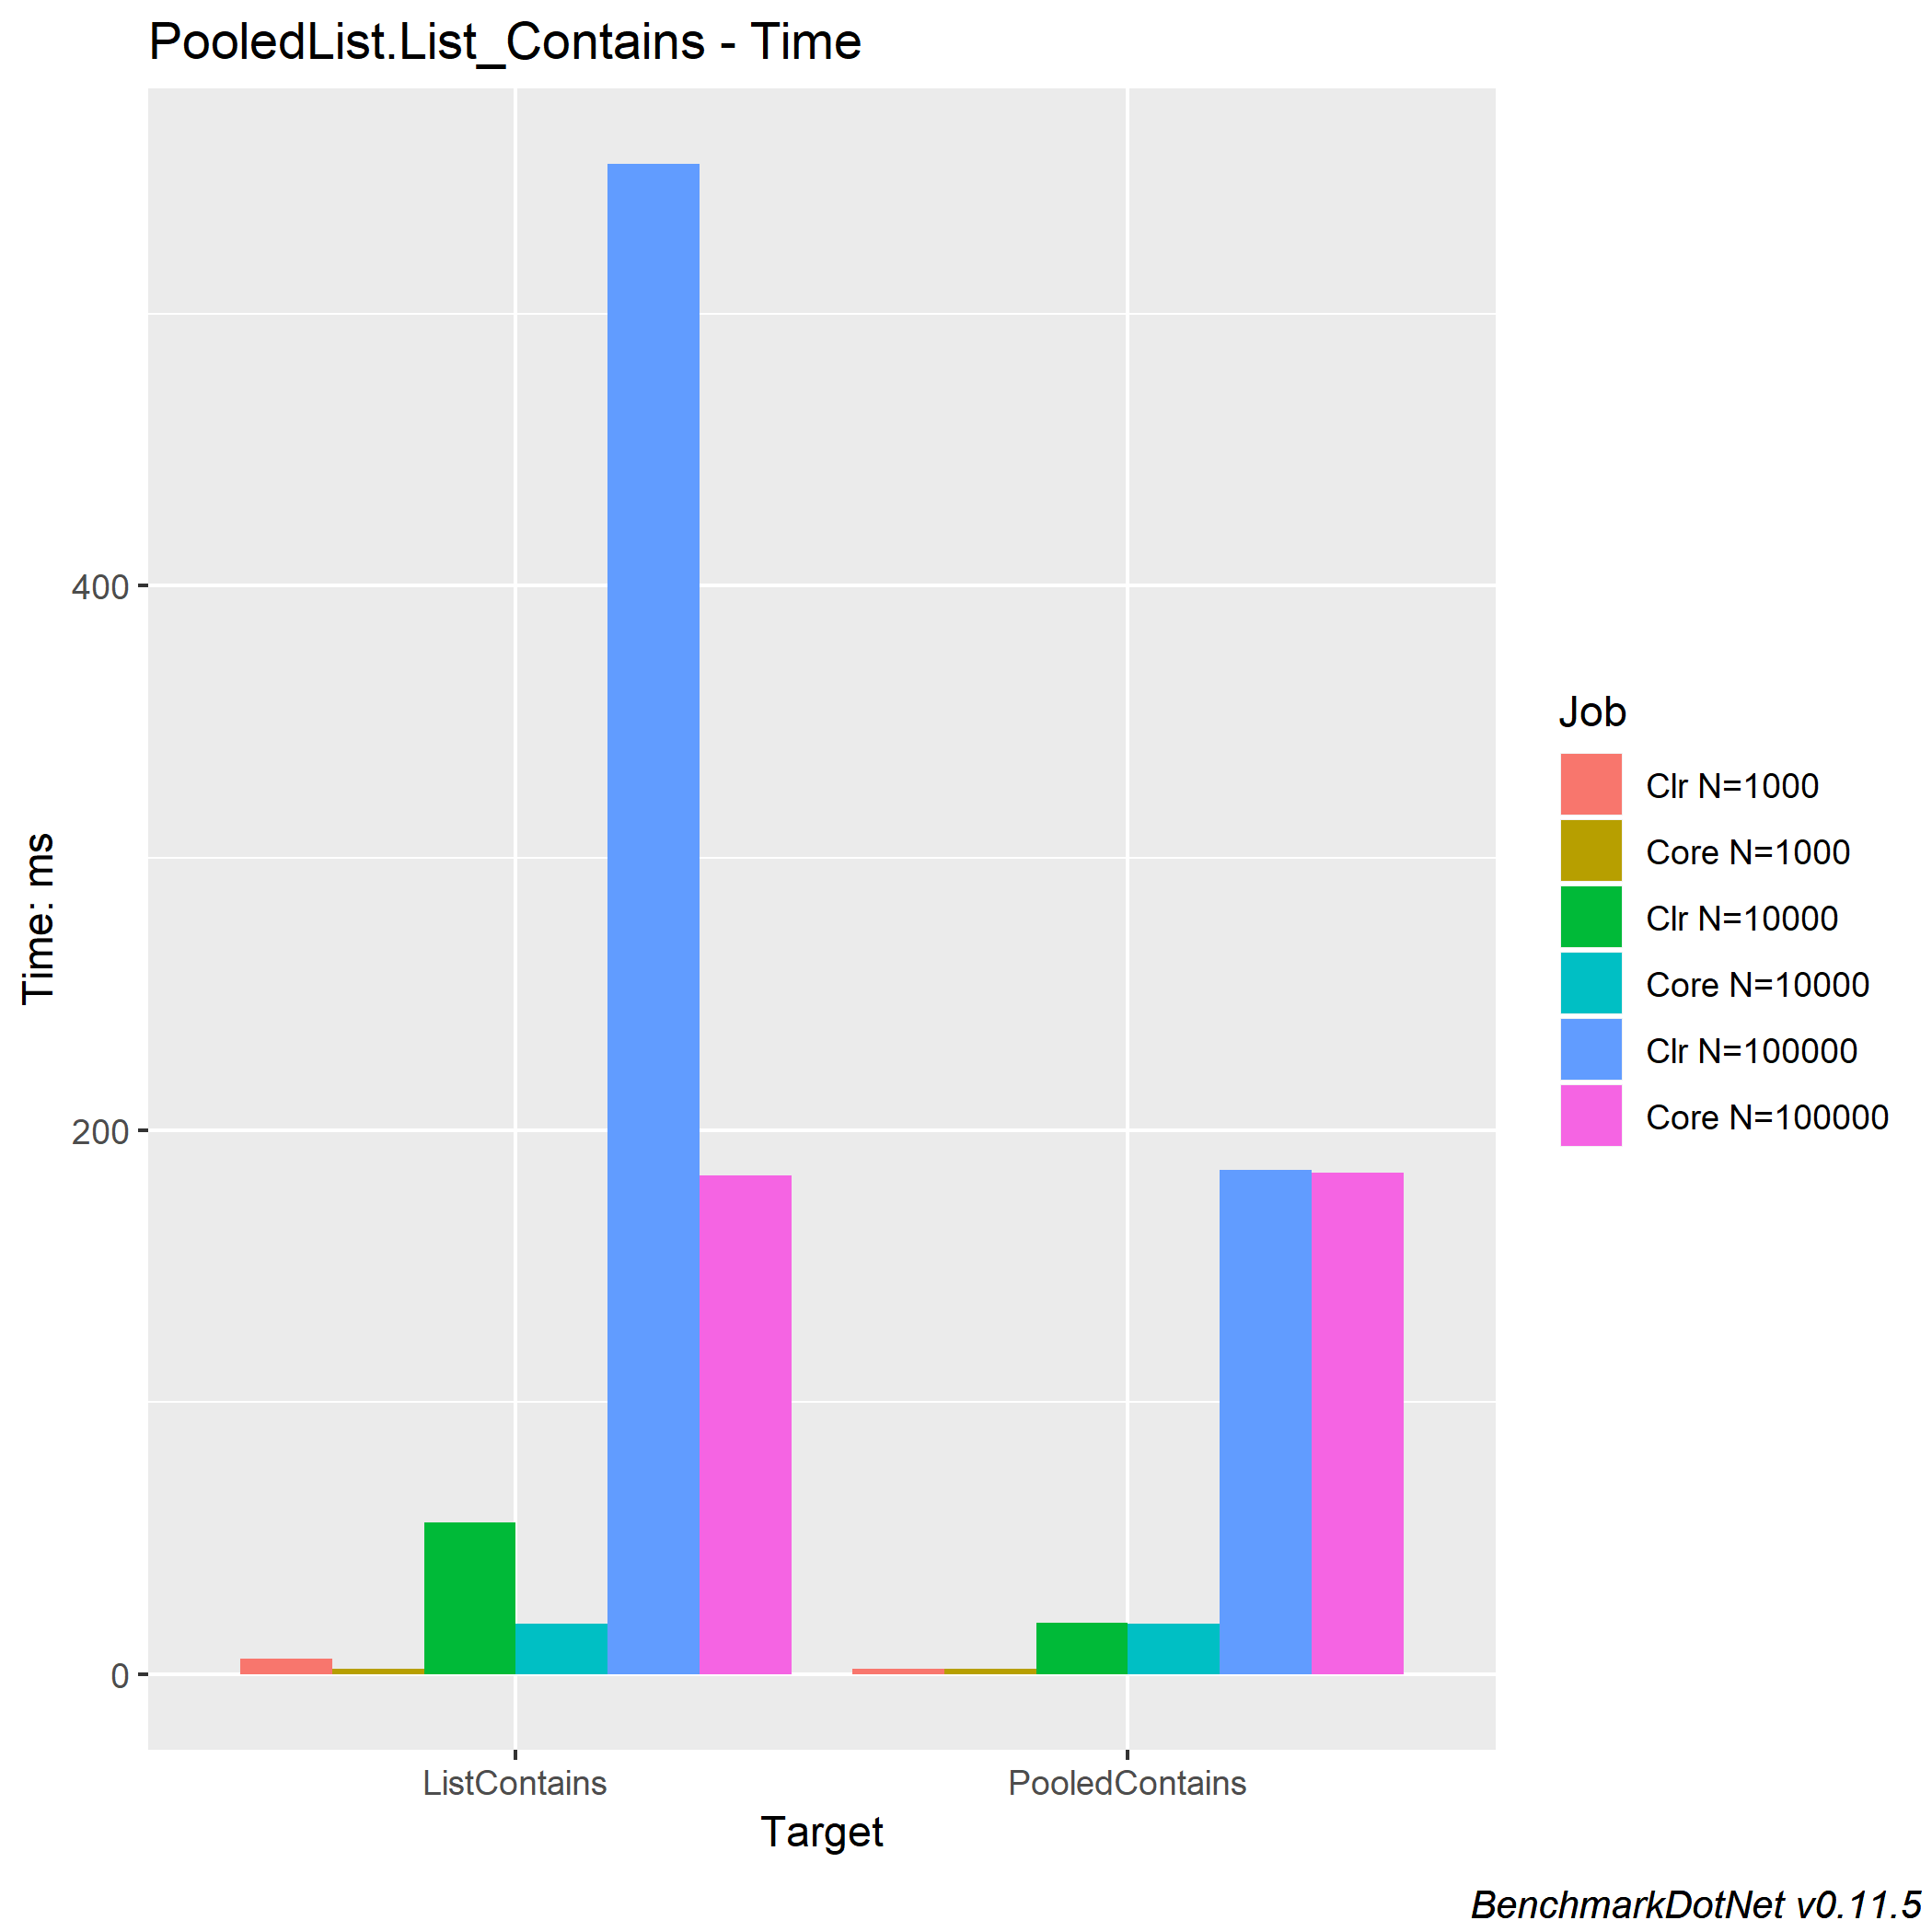 PooledList.List_Contains - Time
Time: ms
400
200
0
ListContains
PooledContains
Target
Job
Clr N=1000
Core N=1000
Clr N=10000
Core N=10000
Clr N=100000
Core N=100000
BenchmarkDotNet v0.11.5